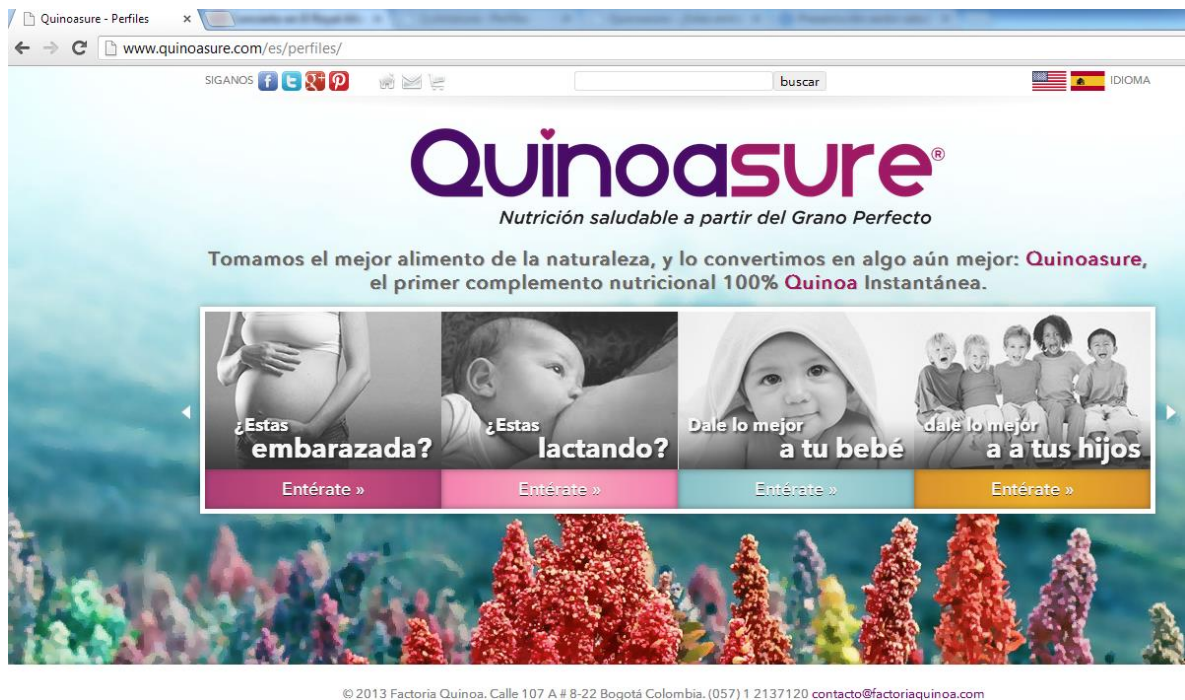 Quinoasure - Perfiles
www.quinoasure.com/es/perfiles/
SIGANOS
buscar
IDIOMA
Quinoasure®
Nutrición saludable a partir del Grano Perfecto
Tomamos el mejor alimento de la naturaleza, y lo convertimos en algo aún mejor: Quinoasure,
el primer complemento nutricional 100% Quinoa Instantánea.
¿Estas
embarazada?
Entérate »
¿Estas
lactando?
Entérate »
Dale lo mejor
a tu bebé
Entérate »
dale lo mejor
a a tus hijos
Entérate »
© 2013 Factoria Quinoa. Calle 107 A # 8-22 Bogotá Colombia. (057) 1 2137120 contacto@factoriaquinoa.com